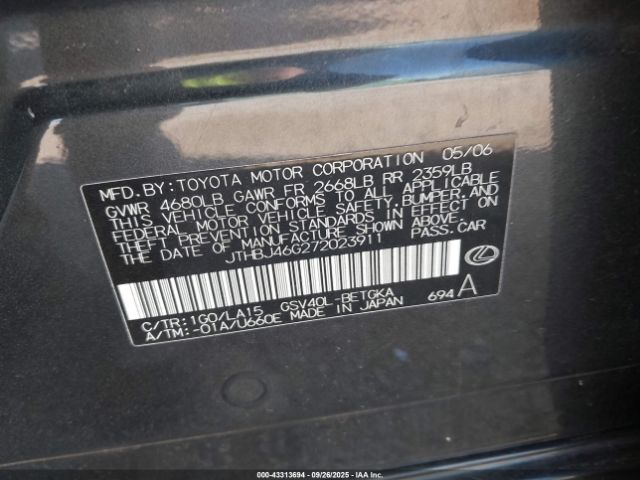 MFD. BY: TOYOTA MOTOR CORPORATION 05/06
GVWR 4680LB GAWR FR 2668LB RR 2359LB
THIS VEHICLE CONFORMS TO ALL APPLICABLE
FEDERAL MOTOR VEHICLE SAFETY, BUMPER AND
THEFT PREVENTION STANDARDS IN EFFECT ON
THE DATE OF MANUFACTURE SHOWN ABOVE.
JTHBJ46G272023911 PASS.CAR
C/TR: 1G0/LA15 GSV40L-BETGKA
A/TM: -01A/U660E MADE IN JAPAN 694 A
000-43313694 09/26/2025 IAA Inc.